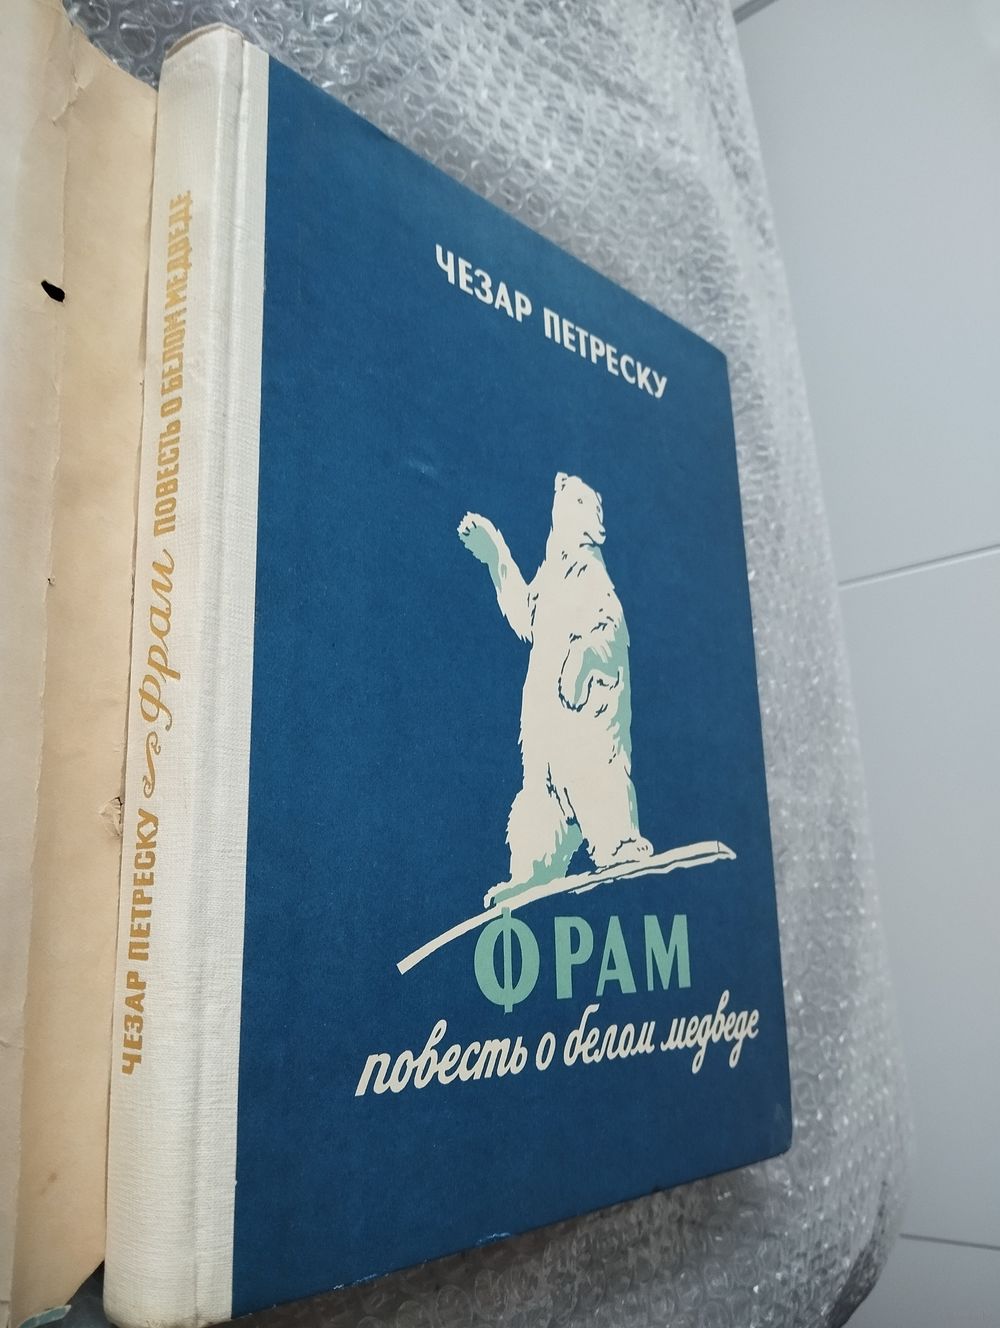 ЧЕЗАР ПЕТРЕСКУ Фрам ПОВЕСТЬ О БЕЛОМ МЕДВЕДЕ
ЧЕЗАР ПЕТРЕСКУ
ФРАМ
повесть о белом медведе